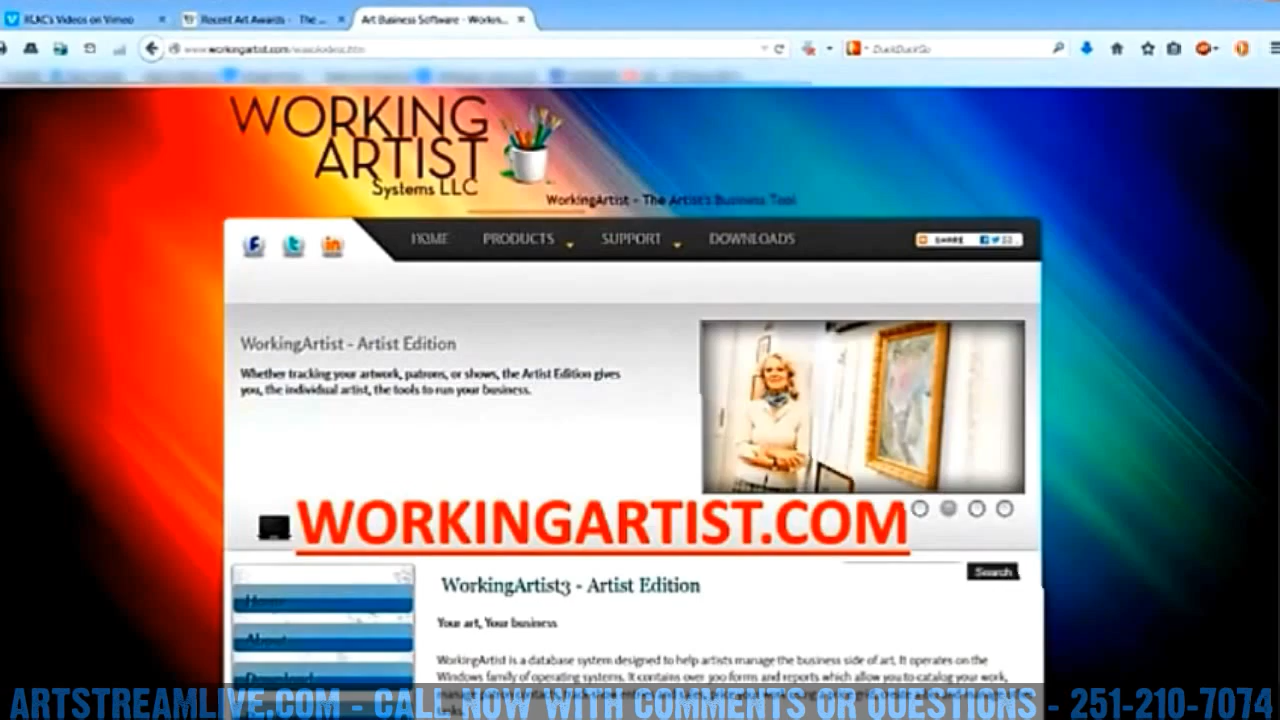 KLAC's Videos on Vimeo
Recent Art Awards - The ...
Art Business Software - Workin...
DuckDuckGo
WORKING
ARTIST
Systems LLC
WorkingArtist - The Artist's Business Tool
HOME PRODUCTS SUPPORT DOWNLOADS
SHARE
WorkingArtist - Artist Edition
Whether tracking your artwork, patrons, or shows, the Artist Edition gives
you, the individual artist, the tools to run your business.
WORKINGARTIST.COM
Search
Home
WorkingArtist3 - Artist Edition
Your art, Your business
About
WorkingArtist is a database system designed to help artists manage the business side of art. It operates on the
Windows family of operating systems. It contains over 300 forms and reports which allow you to catalog your work,
Download
ARTSTREAMLIVE.COM - CALL NOW WITH COMMENTS OR QUESTIONS - 251-210-7074